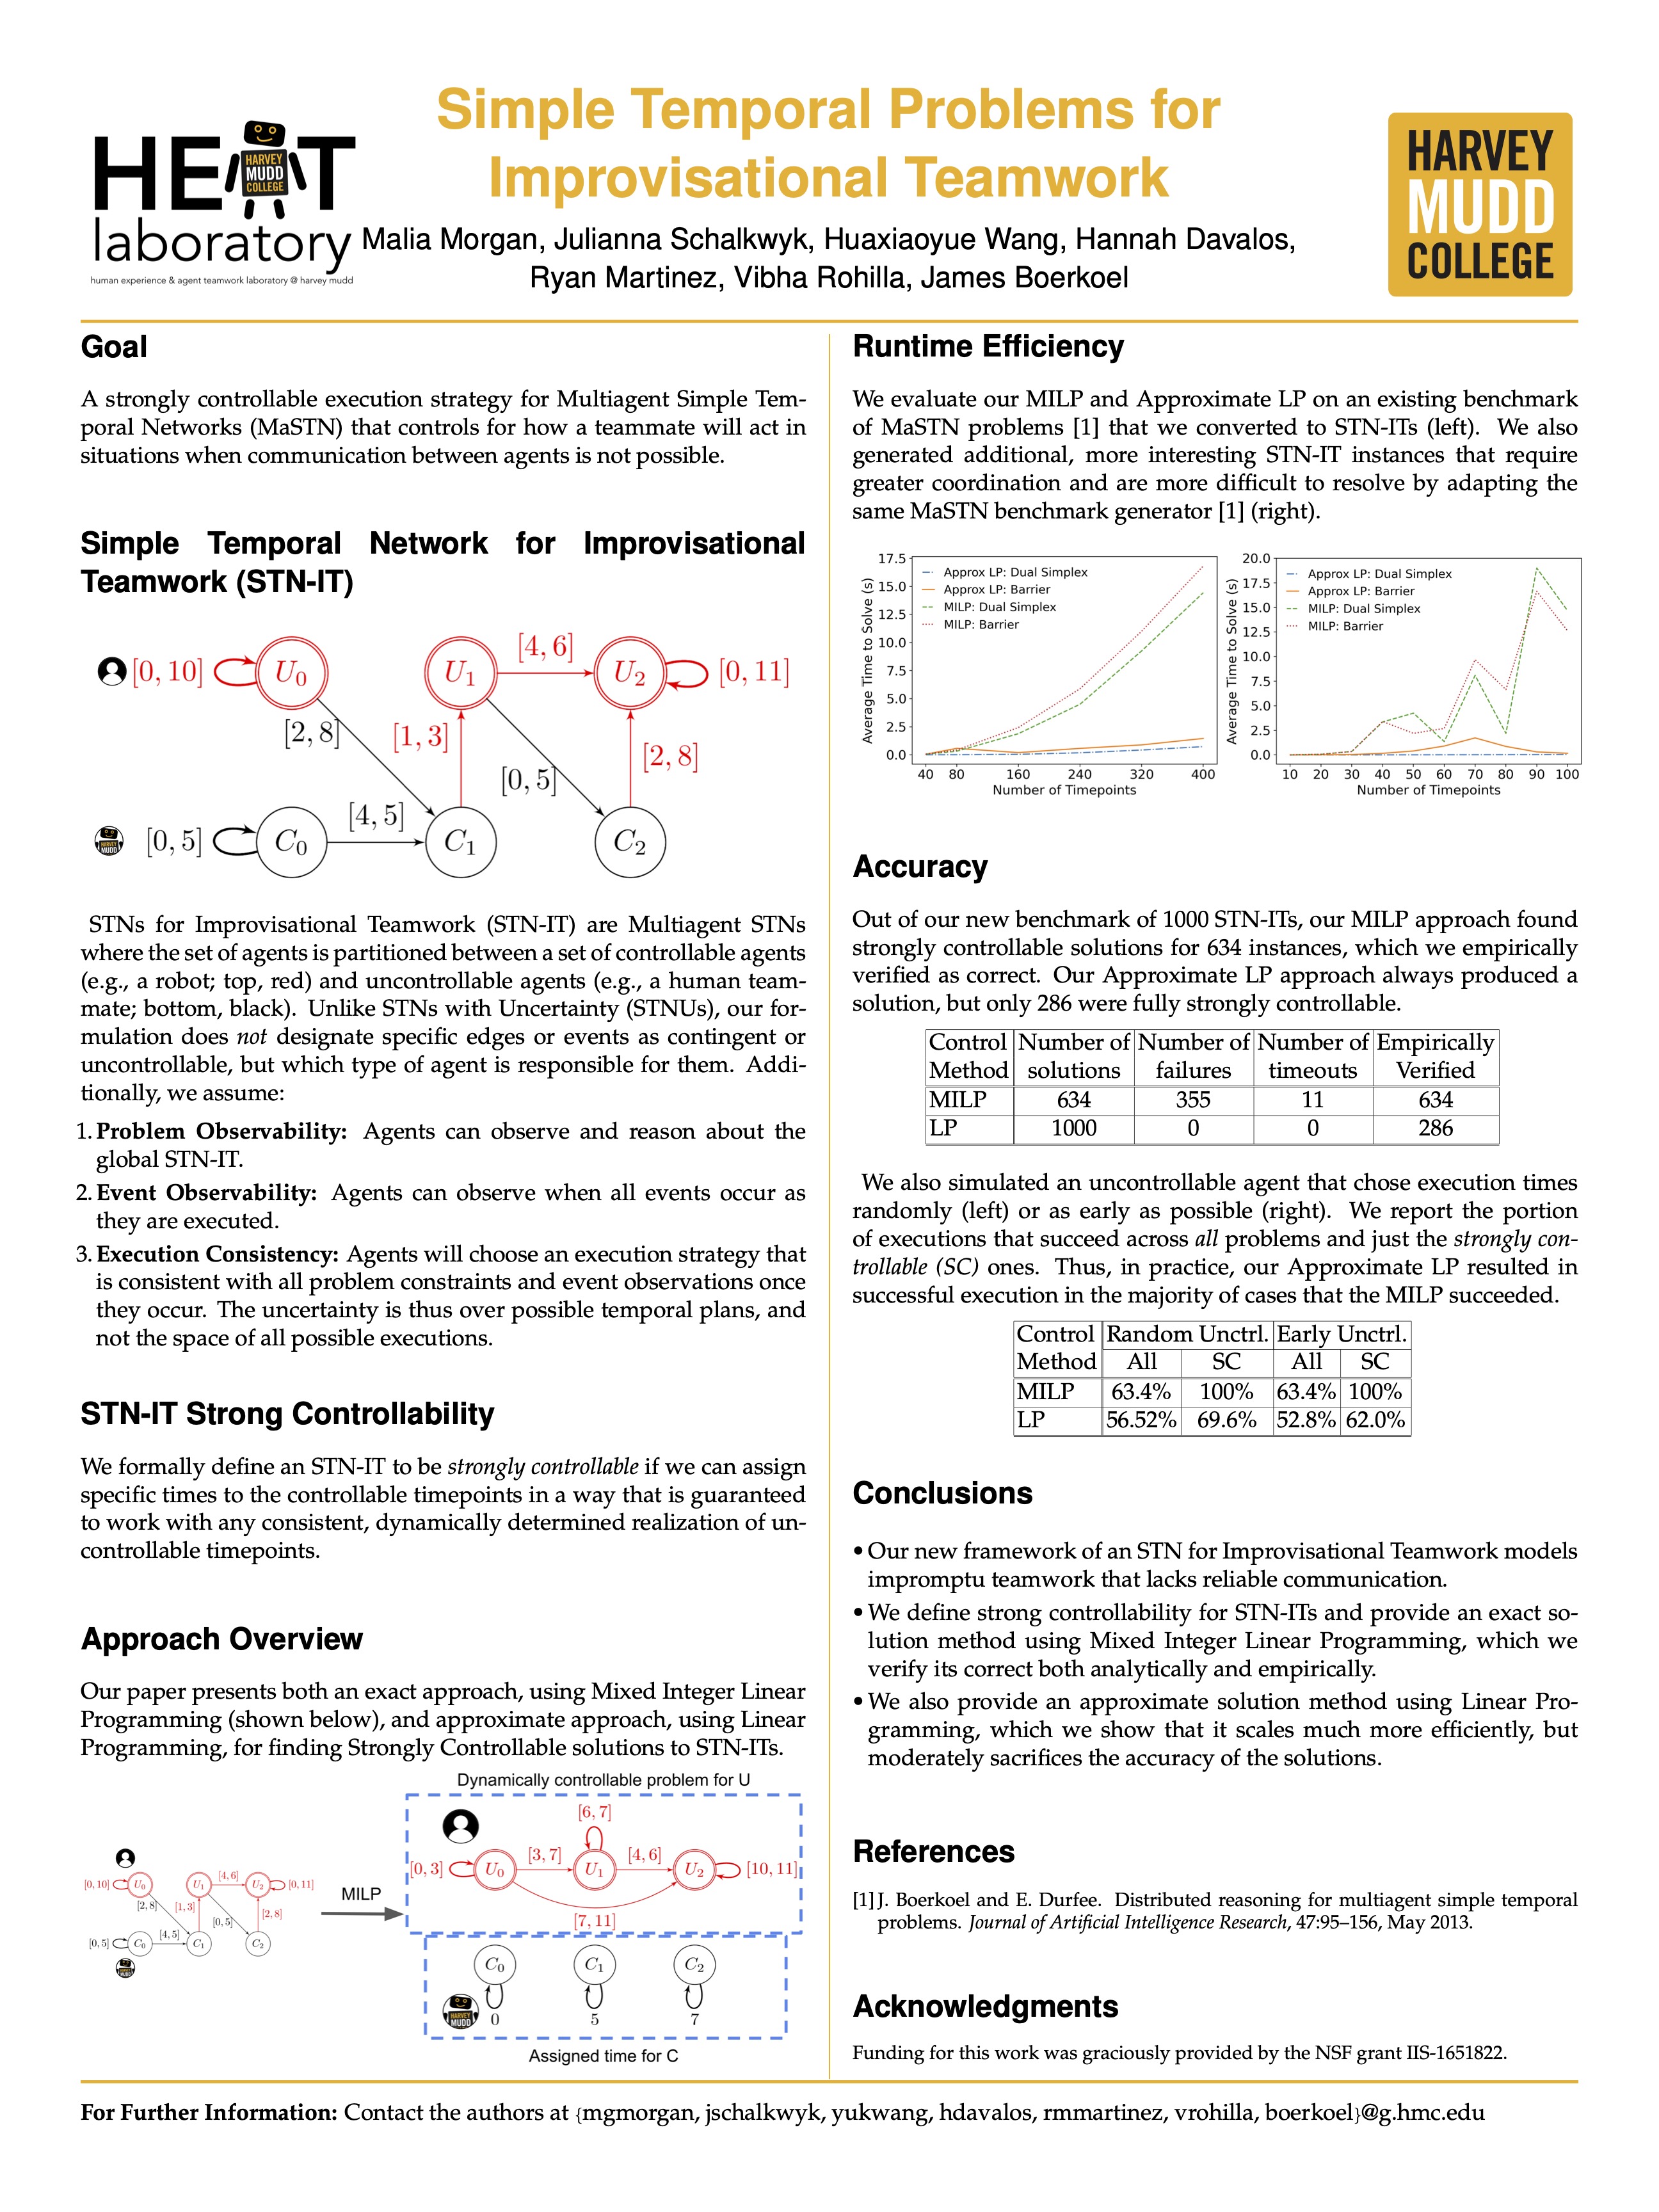 HEAT
HARVEY
MUDD
COLLEGE
laboratory
human experience & agent teamwork laboratory @ harvey mudd
Simple Temporal Problems for
Improvisational Teamwork
Malia Morgan, Julianna Schalkwyk, Huaxiaoyue Wang, Hannah Davalos,
Ryan Martinez, Vibha Rohilla, James Boerkoel
HARVEY
MUDD
COLLEGE
Goal
A strongly controllable execution strategy for Multiagent Simple Tem-
poral Networks (MaSTN) that controls for how a teammate will act in
situations when communication between agents is not possible.
Simple Temporal Network for Improvisational
Teamwork (STN-IT)
[0, 10] U0 U1 [4, 6] U2 [0, 11]
[2, 8] [1, 3] [0, 5] [2, 8]
[0, 5] C0 [4, 5] C1 C2
STNs for Improvisational Teamwork (STN-IT) are Multiagent STNs
where the set of agents is partitioned between a set of controllable agents
(e.g., a robot; top, red) and uncontrollable agents (e.g., a human team-
mate; bottom, black). Unlike STNs with Uncertainty (STNUs), our for-
mulation does not designate specific edges or events as contingent or
uncontrollable, but which type of agent is responsible for them. Addi-
tionally, we assume:
1. Problem Observability: Agents can observe and reason about the
global STN-IT.
2. Event Observability: Agents can observe when all events occur as
they are executed.
3. Execution Consistency: Agents will choose an execution strategy that
is consistent with all problem constraints and event observations once
they occur. The uncertainty is thus over possible temporal plans, and
not the space of all possible executions.
STN-IT Strong Controllability
We formally define an STN-IT to be strongly controllable if we can assign
specific times to the controllable timepoints in a way that is guaranteed
to work with any consistent, dynamically determined realization of un-
controllable timepoints.
Approach Overview
Our paper presents both an exact approach, using Mixed Integer Linear
Programming (shown below), and approximate approach, using Linear
Programming, for finding Strongly Controllable solutions to STN-ITs.
[0, 10] U0 U1 [4, 6] U2 [0, 11]
[2, 8] [1, 3] [0, 5] [2, 8]
[0, 5] C0 [4, 5] C1 C2
MILP
Dynamically controllable problem for U
[6, 7]
[0, 3] U0 [3, 7] U1 [4, 6] U2 [10, 11]
[7, 11]
C0 C1 C2
0 5 7
Assigned time for C
Runtime Efficiency
We evaluate our MILP and Approximate LP on an existing benchmark
of MaSTN problems [1] that we converted to STN-ITs (left). We also
generated additional, more interesting STN-IT instances that require
greater coordination and are more difficult to resolve by adapting the
same MaSTN benchmark generator [1] (right).
Average Time to Solve (s)
17.5
15.0
12.5
10.0
7.5
5.0
2.5
0.0
Approx LP: Dual Simplex
Approx LP: Barrier
MILP: Dual Simplex
MILP: Barrier
40 80 160 240 320 400
Number of Timepoints
Average Time to Solve (s)
20.0
17.5
15.0
12.5
10.0
7.5
5.0
2.5
0.0
Approx LP: Dual Simplex
Approx LP: Barrier
MILP: Dual Simplex
MILP: Barrier
10 20 30 40 50 60 70 80 90 100
Number of Timepoints
Accuracy
Out of our new benchmark of 1000 STN-ITs, our MILP approach found
strongly controllable solutions for 634 instances, which we empirically
verified as correct. Our Approximate LP approach always produced a
solution, but only 286 were fully strongly controllable.
Control Number of Number of Number of Empirically
Method solutions failures timeouts Verified
MILP 634 355 11 634
LP 1000 0 0 286
We also simulated an uncontrollable agent that chose execution times
randomly (left) or as early as possible (right). We report the portion
of executions that succeed across all problems and just the strongly con-
trollable (SC) ones. Thus, in practice, our Approximate LP resulted in
successful execution in the majority of cases that the MILP succeeded.
Control Random Unctrl. Early Unctrl.
Method All SC All SC
MILP 63.4% 100% 63.4% 100%
LP 56.52% 69.6% 52.8% 62.0%
Conclusions
• Our new framework of an STN for Improvisational Teamwork models
impromptu teamwork that lacks reliable communication.
• We define strong controllability for STN-ITs and provide an exact so-
lution method using Mixed Integer Linear Programming, which we
verify its correct both analytically and empirically.
• We also provide an approximate solution method using Linear Pro-
gramming, which we show that it scales much more efficiently, but
moderately sacrifices the accuracy of the solutions.
References
[1] J. Boerkoel and E. Durfee. Distributed reasoning for multiagent simple temporal
problems. Journal of Artificial Intelligence Research, 47:95–156, May 2013.
Acknowledgments
Funding for this work was graciously provided by the NSF grant IIS-1651822.
For Further Information: Contact the authors at {mgmorgan, jschalkwyk, yukwang, hdavalos, rmmartinez, vrohilla, boerkoel}@g.hmc.edu